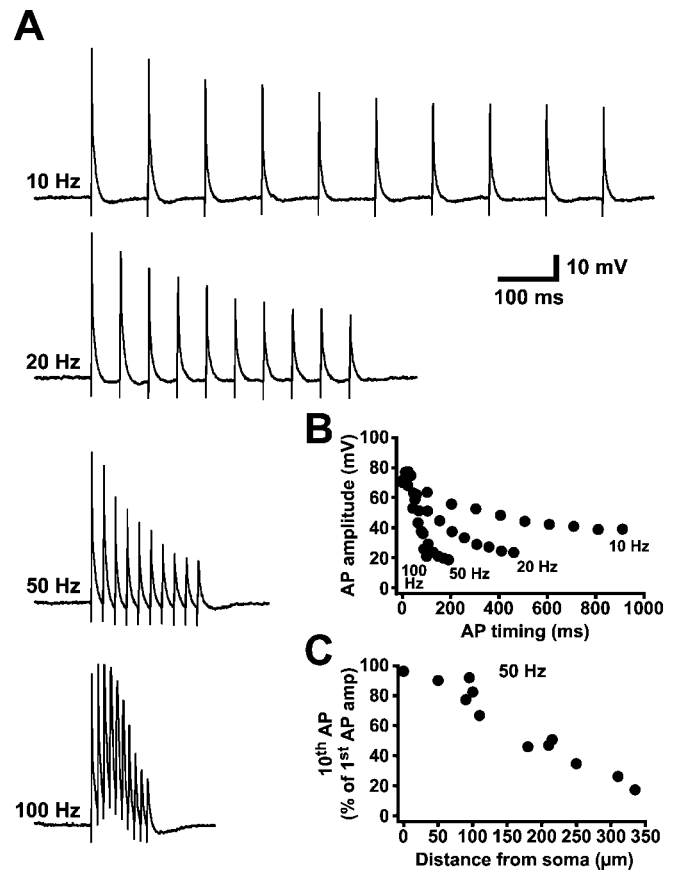 A
10 Hz
10 mV
100 ms
20 Hz
B
AP amplitude (mV)
100
80
60
40
20
0
10 Hz
20 Hz
50 Hz
100
Hz
0 200 400 600 800 1000
AP timing (ms)
50 Hz
C
50 Hz
10th AP
(% of 1st AP amp)
100
80
60
40
20
0
0 50 100 150 200 250 300 350
Distance from soma (µm)
100 Hz